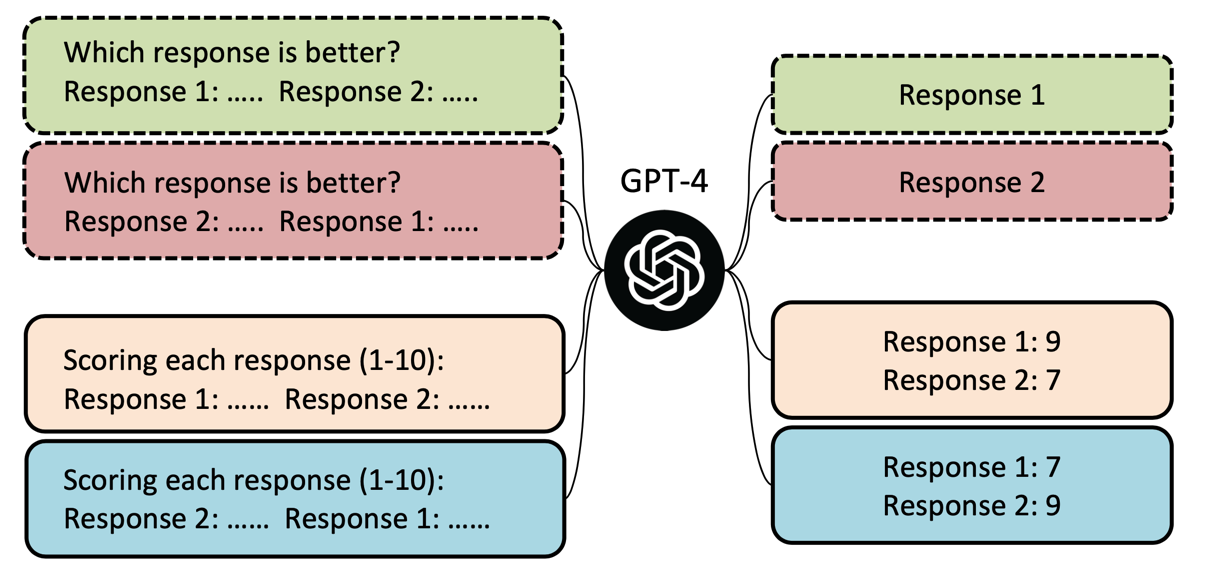 Which response is better?
Response 1: ..... Response 2: .....
Which response is better?
Response 2: ..... Response 1: .....
Scoring each response (1-10):
Response 1: ...... Response 2: ......
Scoring each response (1-10):
Response 2: ...... Response 1: ......
GPT-4
Response 1
Response 2
Response 1: 9
Response 2: 7
Response 1: 7
Response 2: 9